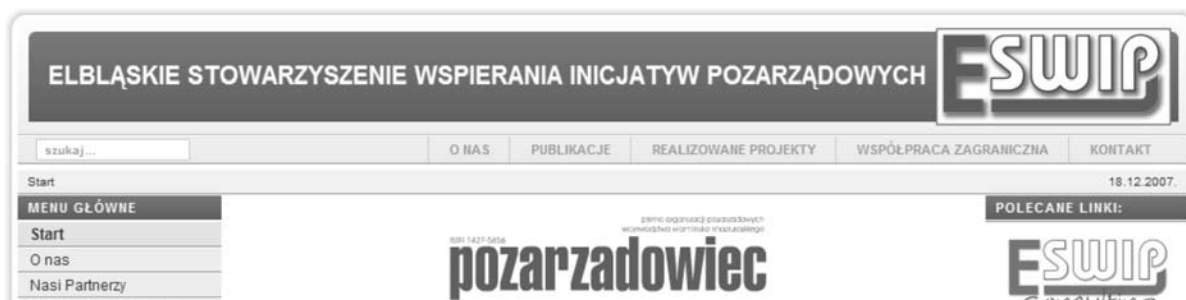 ELBLĄSKIE STOWARZYSZENIE WSPIERANIA INICJATYW POZARZĄDOWYCH
ESWIP
szukaj...
O NAS
PUBLIKACJE
REALIZOWANE PROJEKTY
WSPÓŁPRACA ZAGRANICZNA
KONTAKT
Start
18.12.2007.
MENU GŁÓWNE
Start
O nas
Nasi Partnerzy
pismo organizacji pozarządowych
województwa warmińsko mazurskiego
ISSN 1427-5856
pozarzadowiec
POLECANE LINKI:
ESWIP